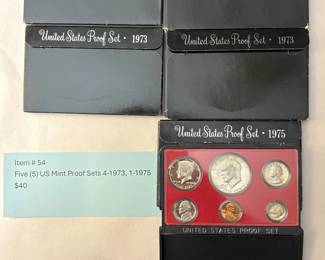 United States Proof Set · 1973
United States Proof Set · 1973
United States Proof Set · 1975
Item # 54
Five (5) US Mint Proof Sets 4-1973, 1-1975
$40
UNITED STATES PROOF SET